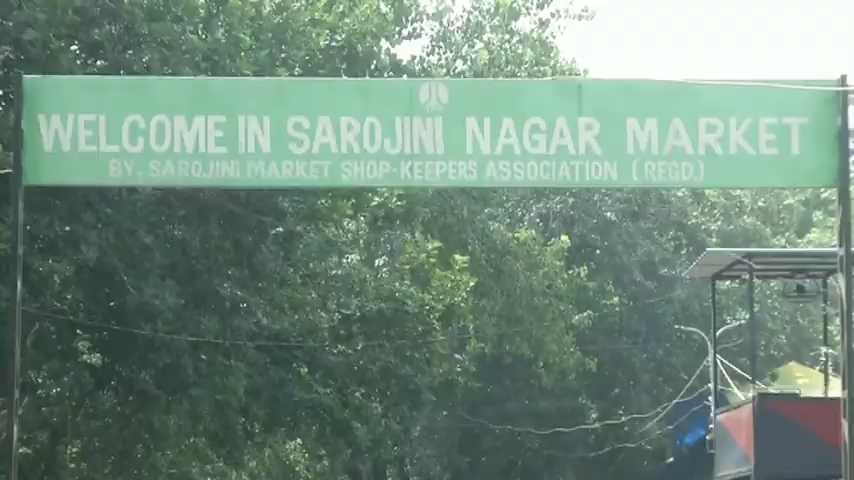 WELCOME IN SAROJINI NAGAR MARKET
BY. SAROJINI MARKET SHOP-KEEPERS ASSOCIATION (REGD.)